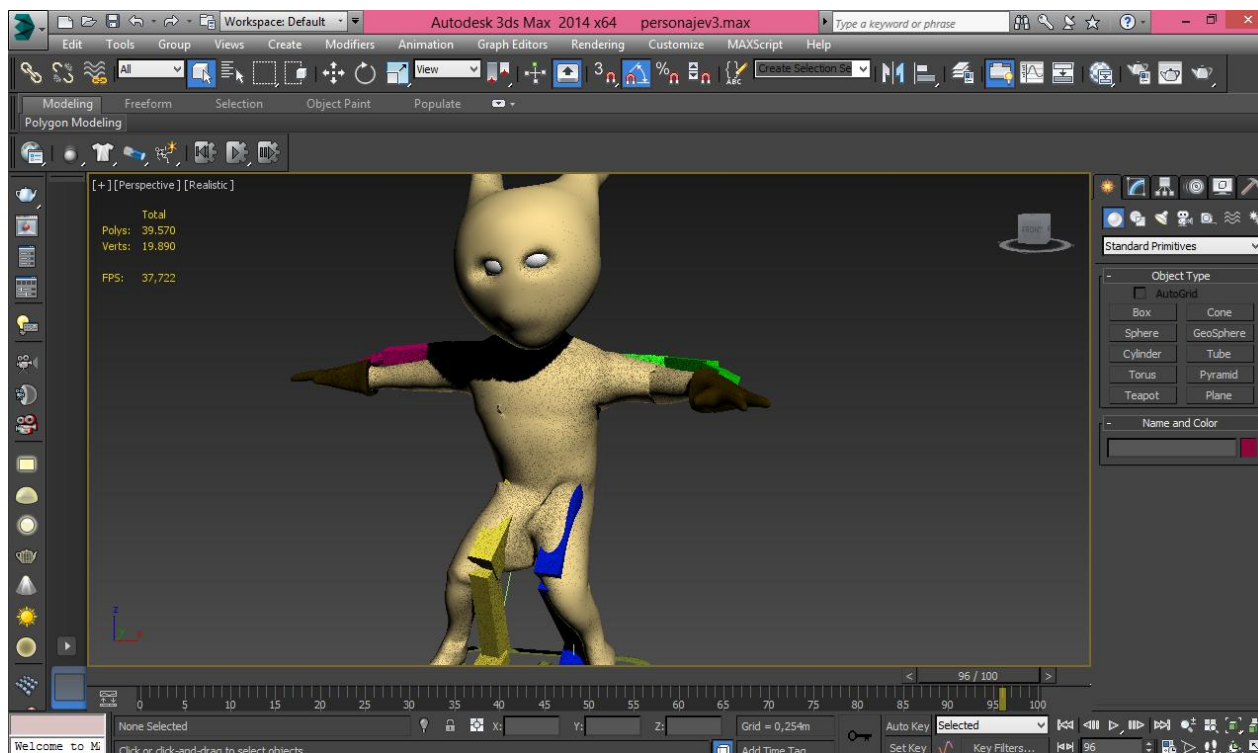 Workspace: Default
Autodesk 3ds Max 2014 x64 personajev3.max
Type a keyword or phrase
Edit Tools Group Views Create Modifiers Animation Graph Editors Rendering Customize MAXScript Help
All
View
3
%
ABC
Create Selection Se
Modeling Freeform Selection Object Paint Populate
Polygon Modeling
[+] [Perspective] [Realistic]
Total
Polys: 39.570
Verts: 19.890
FPS: 37,722
Standard Primitives
- Object Type
AutoGrid
Box Cone
Sphere GeoSphere
Cylinder Tube
Torus Pyramid
Teapot Plane
- Name and Color
z
x
< 96 / 100 >
0 5 10 15 20 25 30 35 40 45 50 55 60 65 70 75 80 85 90 95 100
None Selected X: Y: Z: Grid = 0,254m Auto Key Selected
Welcome to M
Click or click-and-drag to select objects Add Time Tag Set Key Key Filters... 96